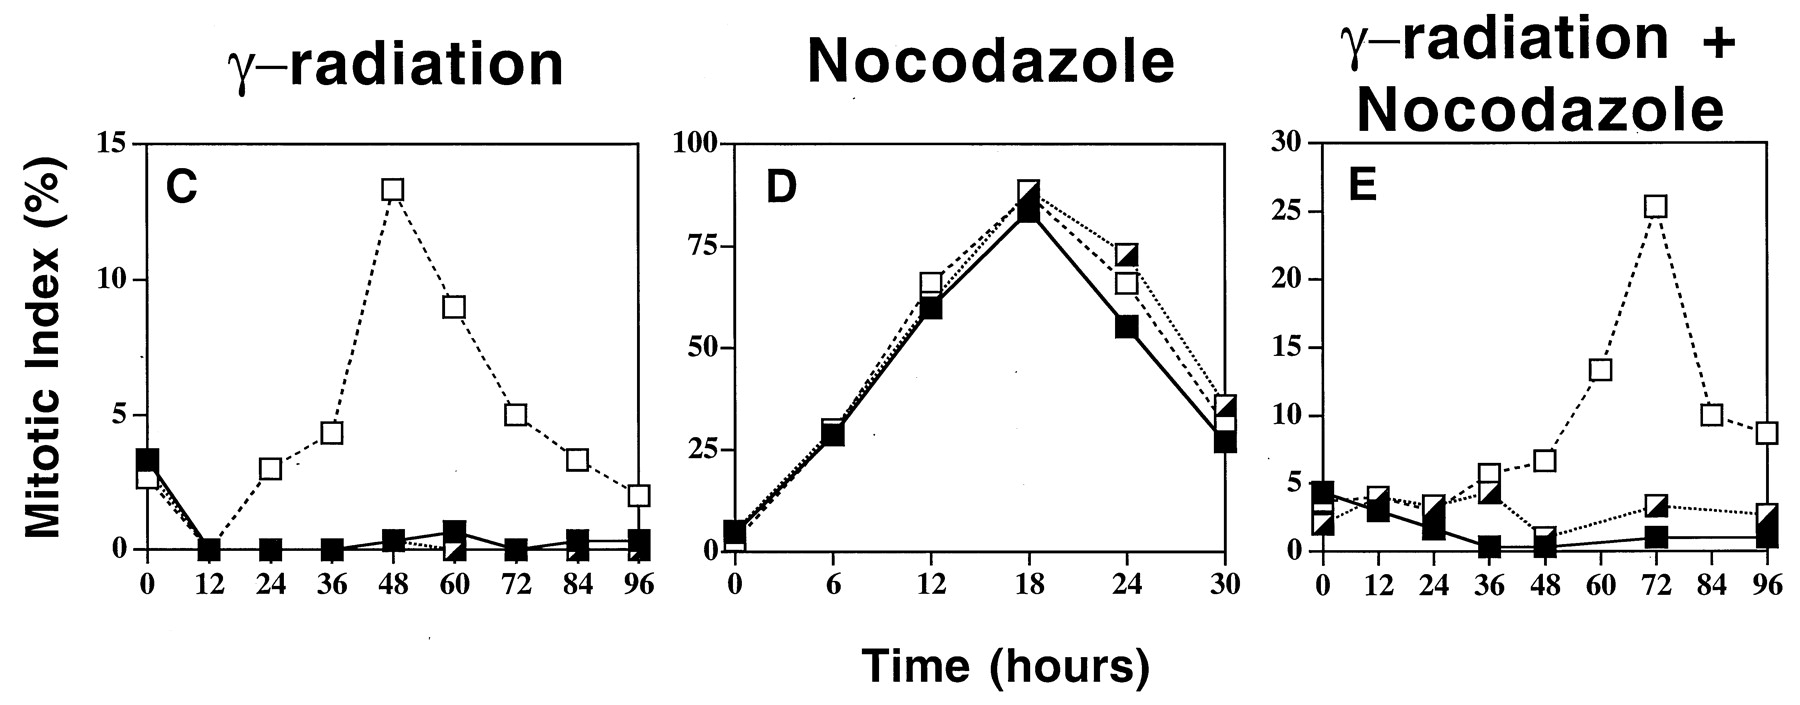 γ–radiation
Nocodazole
γ–radiation +
Nocodazole
Mitotic Index (%)
C
15
10
5
0
0 12 24 36 48 60 72 84 96
D
100
75
50
25
0
0 6 12 18 24 30
E
30
25
20
15
10
5
0
0 12 24 36 48 60 72 84 96
Time (hours)